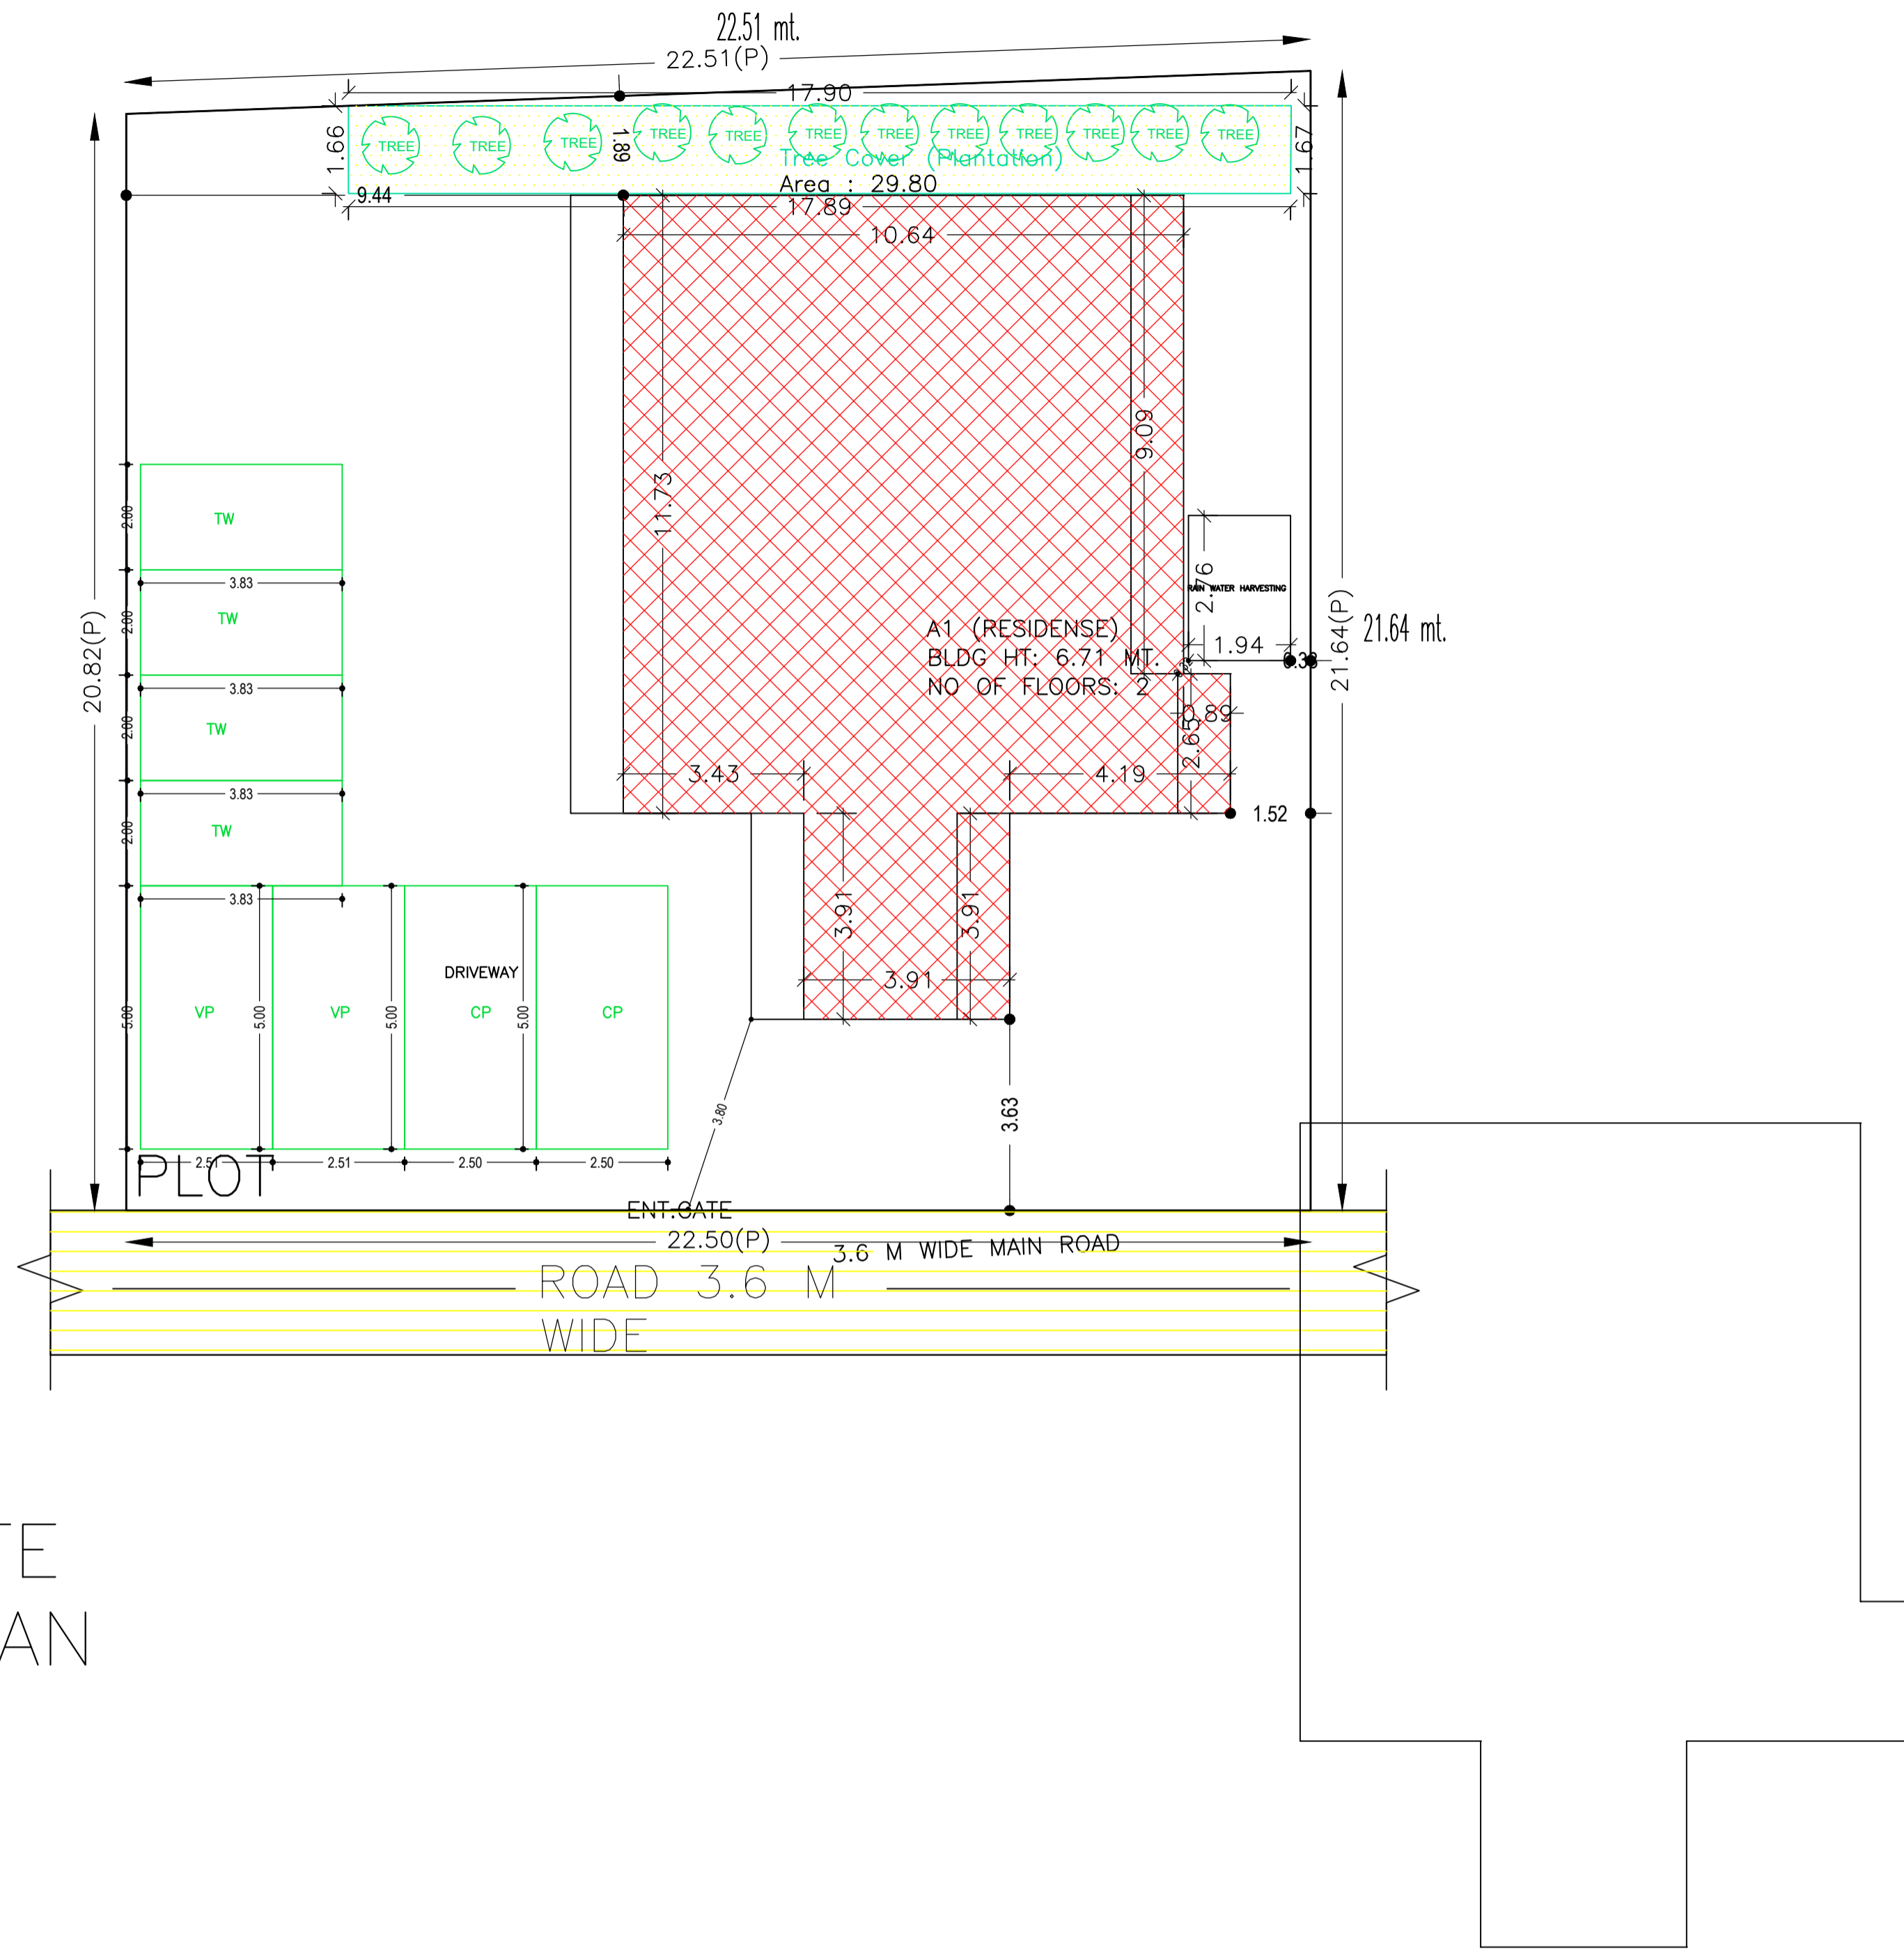 22.51 mt.
22.51(P)
17.90
TREE TREE TREE TREE TREE TREE TREE TREE TREE TREE TREE TREE
1.66
1.89
1.67
Tree Cover (Plantation)
Area : 29.80
9.44
17.89
10.64
9.09
11.73
2.00
TW
3.83
2.00
TW
3.83
2.00
TW
3.83
2.00
TW
3.83
20.82(P)
2.76
RAIN WATER HARVESTING
1.94
21.64(P)
21.64 mt.
A1 (RESIDENSE)
BLDG HT: 6.71 MT.
NO OF FLOORS: 2
0.89
2.65
3.43
4.19
1.52
3.91
3.91
3.91
DRIVEWAY
5.00
VP
5.00
VP
5.00
CP
5.00
CP
3.80
3.63
2.51
2.51
2.50
2.50
PLOT
ENT.GATE
22.50(P)
3.6 M WIDE MAIN ROAD
ROAD 3.6 M
WIDE
TE
AN